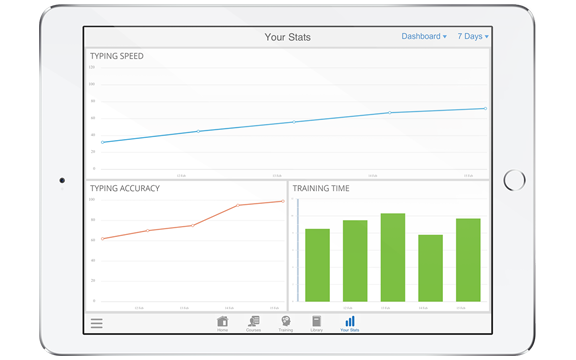 Your Stats
Dashboard ▾ 7 Days ▾
TYPING SPEED
120
100
80
60
40
20
0
TYPING ACCURACY
100
80
60
40
20
0
TRAINING TIME
Home Courses Training Library Your Stats